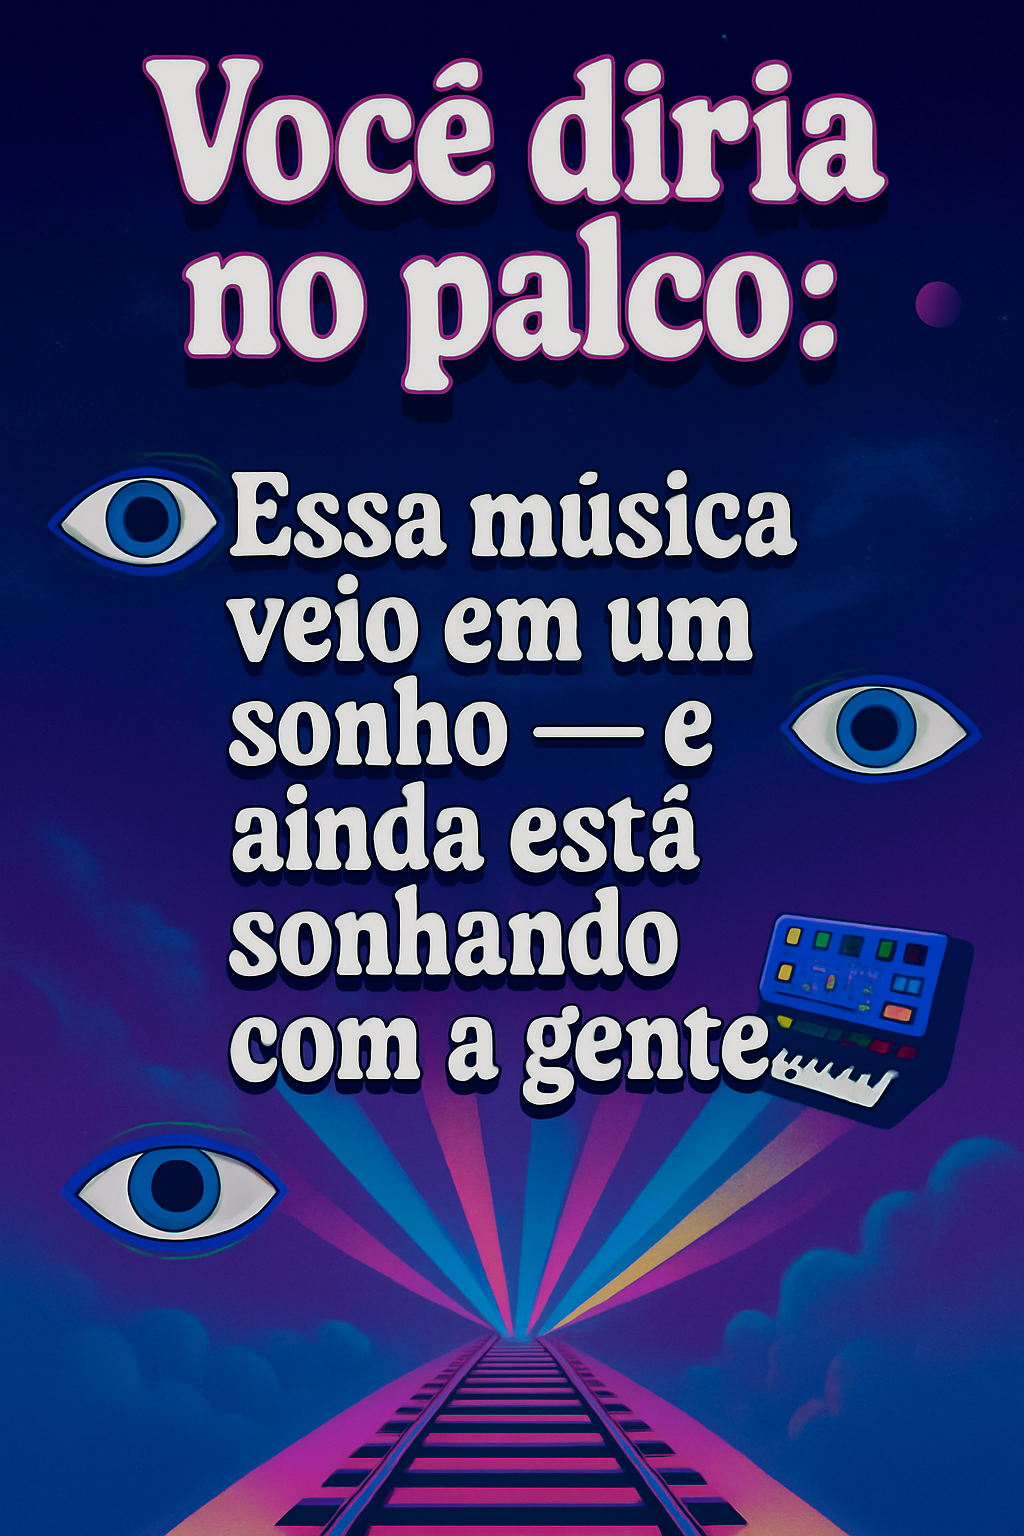 Você diria
no palco:
Essa música
veio em um
sonho — e
ainda está
sonhando
com a gente.